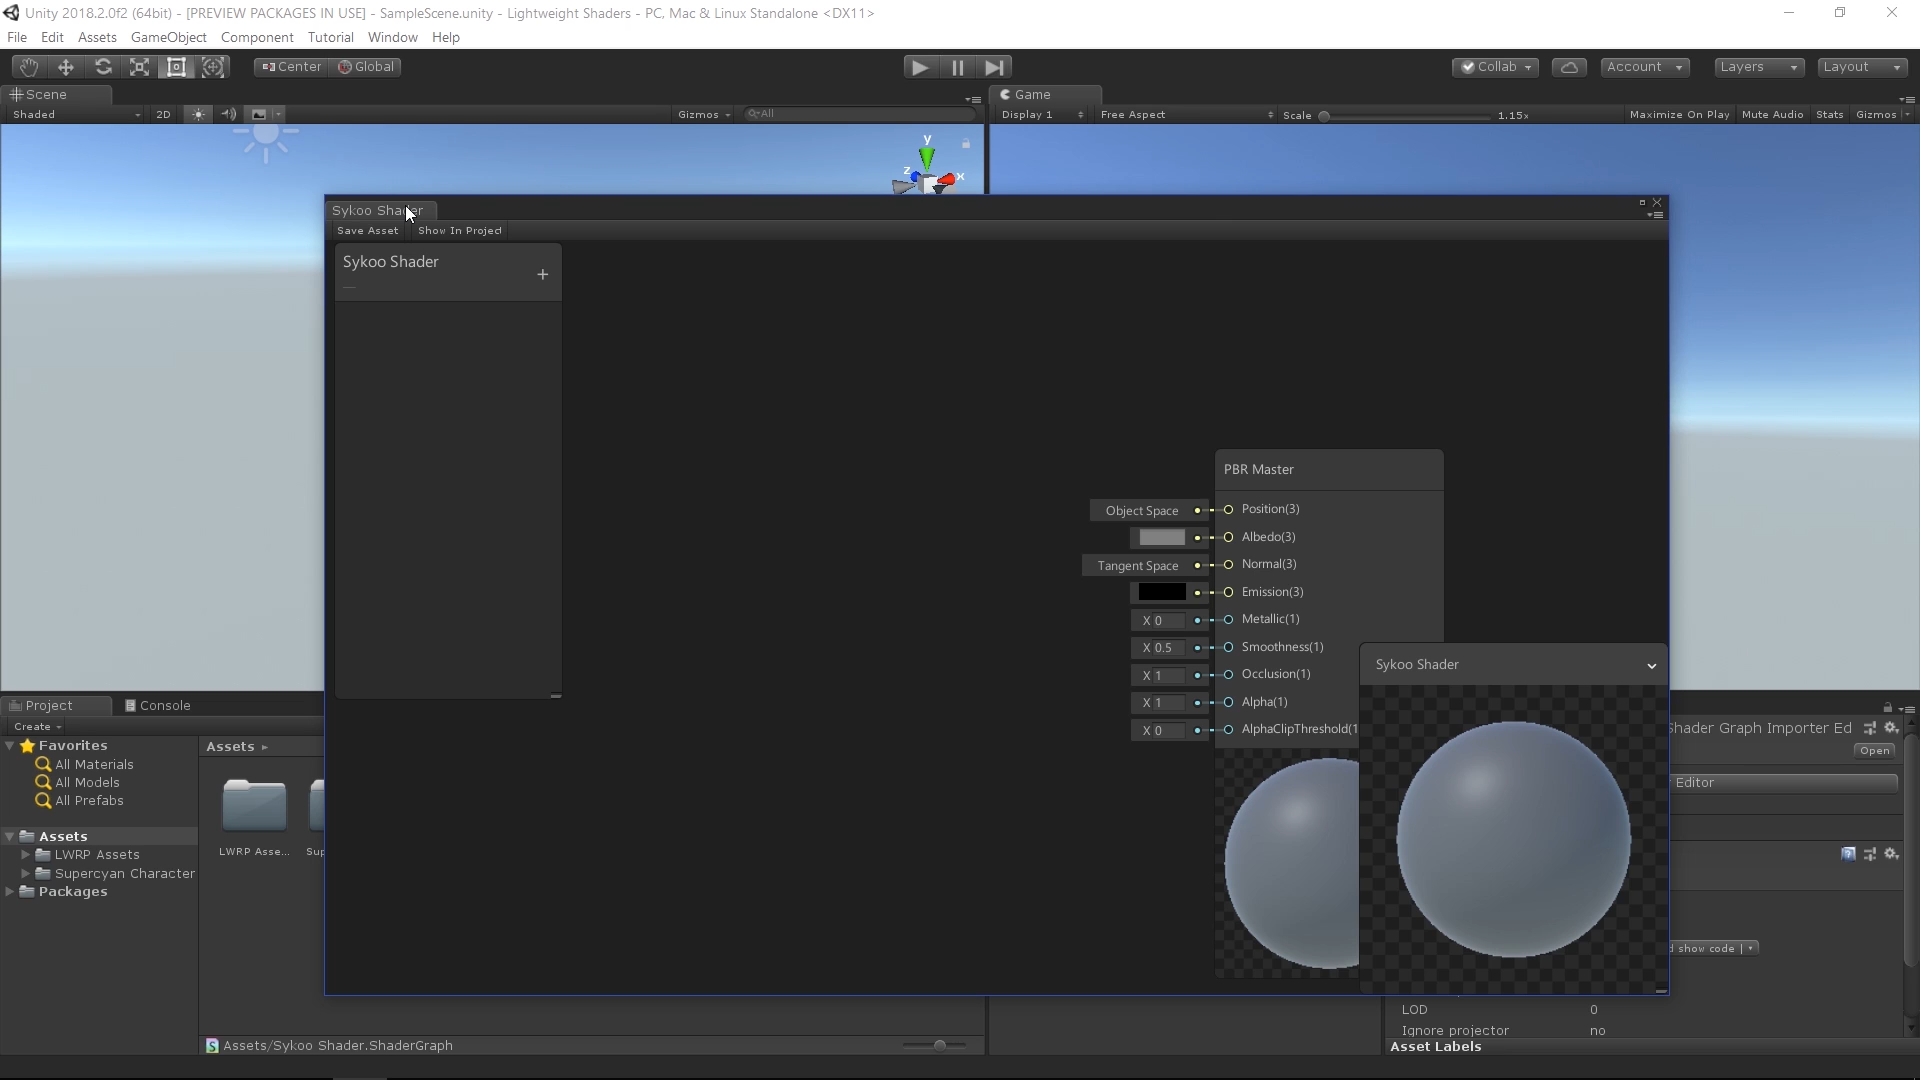 Unity 2018.2.0f2 (64bit) - [PREVIEW PACKAGES IN USE] - SampleScene.unity - Lightweight Shaders - PC, Mac & Linux Standalone <DX11>
File Edit Assets GameObject Component Tutorial Window Help
Center Global Collab Account Layers Layout
Scene Game
Shaded 2D Gizmos All Display 1 Free Aspect Scale 1.15x Maximize On Play Mute Audio Stats Gizmos
y
z x
Sykoo Shader
Save Asset Show In Project
Sykoo Shader
PBR Master
Object Space Position(3)
Albedo(3)
Tangent Space Normal(3)
Emission(3)
X 0 Metallic(1)
X 0.5 Smoothness(1)
X 1 Occlusion(1)
X 1 Alpha(1)
X 0 AlphaClipThreshold(1
Sykoo Shader
Project Console
Create
Favorites
All Materials
All Models
All Prefabs
Assets
LWRP Assets
Supercyan Character
Packages
Assets
LWRP Asse... Sup
Shader Graph Importer Ed
Open
Editor
d show code
LOD 0
Ignore projector no
Asset Labels
Assets/Sykoo Shader.ShaderGraph